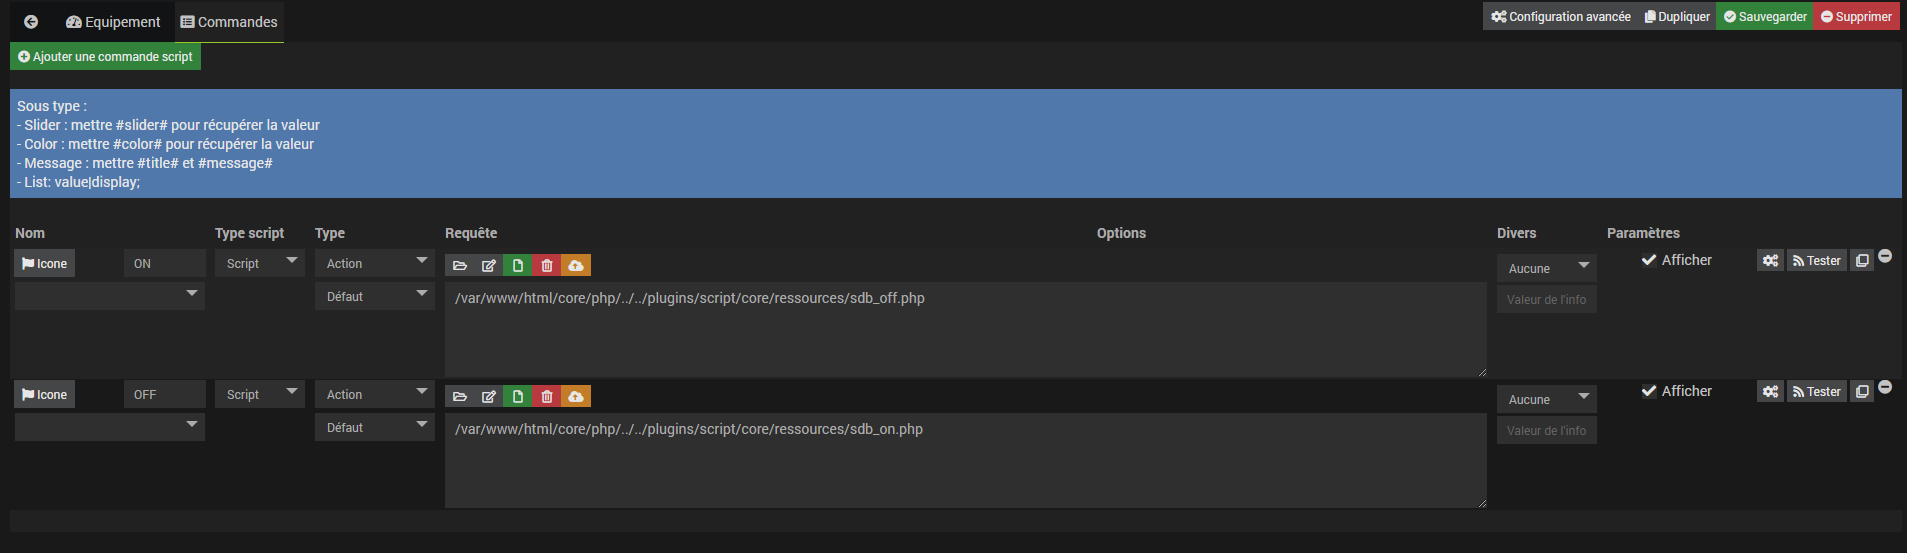 Equipement Commandes Configuration avancée Dupliquer Sauvegarder Supprimer
Ajouter une commande script
Sous type :
- Slider : mettre #slider# pour récupérer la valeur
- Color : mettre #color# pour récupérer la valeur
- Message : mettre #title# et #message#
- List: value|display;
Nom Type script Type Requête Options Divers Paramètres
Icone ON Script Action Aucune Afficher Tester
Défaut /var/www/html/core/php/../../plugins/script/core/ressources/sdb_off.php Valeur de l'info
Icone OFF Script Action Aucune Afficher Tester
Défaut /var/www/html/core/php/../../plugins/script/core/ressources/sdb_on.php Valeur de l'info